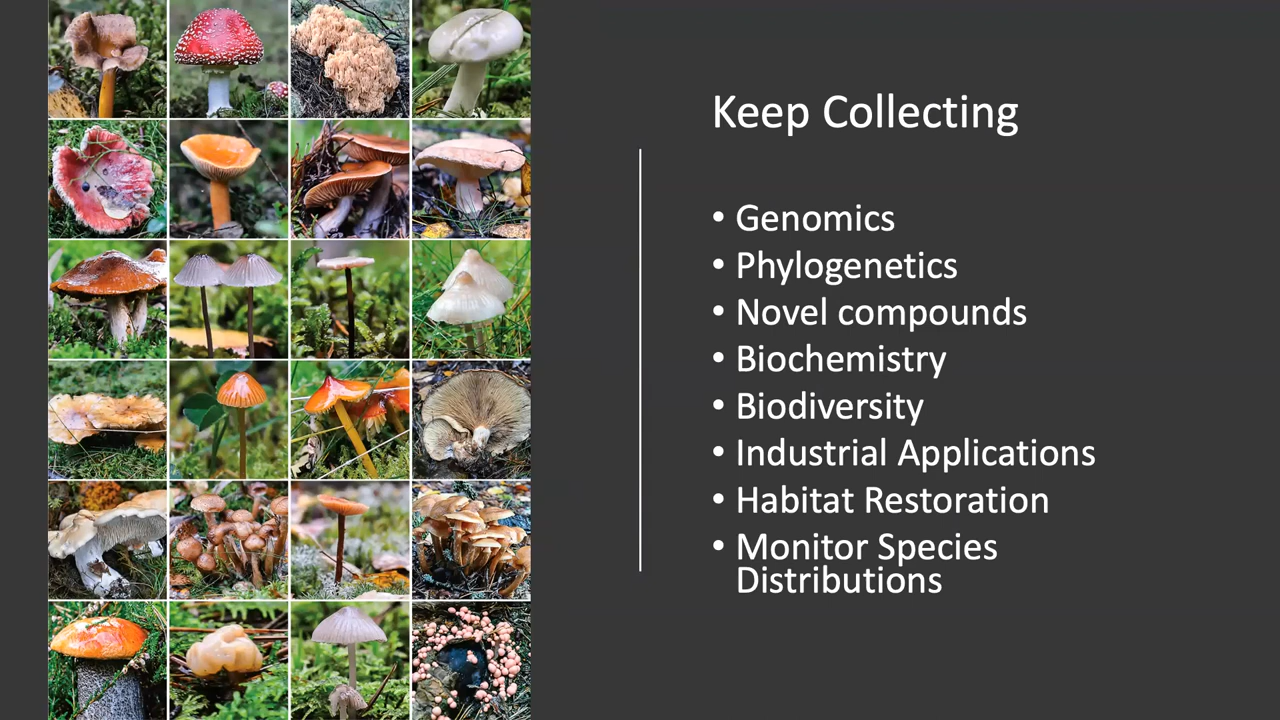 Keep Collecting
• Genomics
• Phylogenetics
• Novel compounds
• Biochemistry
• Biodiversity
• Industrial Applications
• Habitat Restoration
• Monitor Species
Distributions